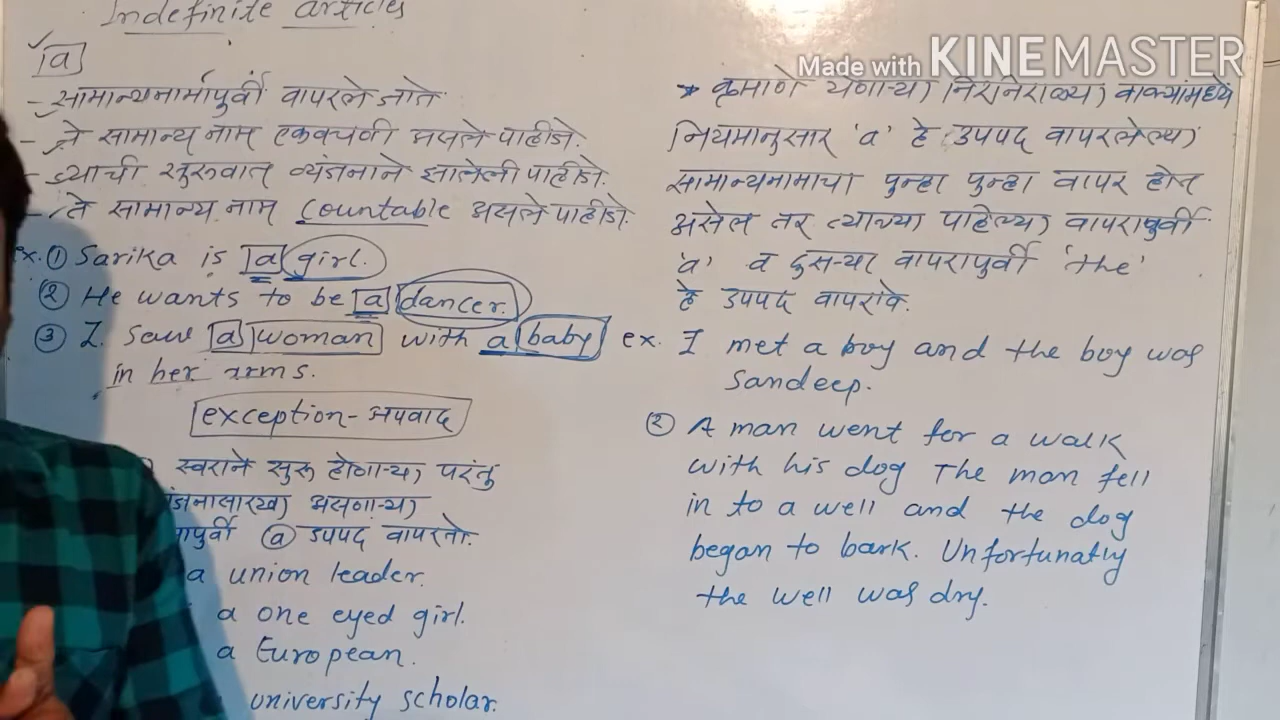 Indefinite articles
a
- सामान्यनामापुर्वी वापरले जाते
- ते सामान्य नाम एकवचनी असले पाहीजे.
- ज्याची सुरुवात व्यंजनाने झालेली पाहीजे.
- ते सामान्य नाम Countable असले पाहीजे.
ex. ① Sarika is a girl.
② He wants to be a dancer.
③ I saw a woman with a baby
in her arms.
exception - अपवाद
स्वराने सुरु होणाऱ्या परंतु
असणाऱ्या
@ उपपद वापरतो.
a union leader.
a one eyed girl.
a European.
university scholar.
Made with KINEMASTER
* क्रमाने येणाऱ्या निरनिराळ्या वाक्यांमध्ये
नियमानुसार 'a' हे उपपद वापरलेल्या
सामान्यनामाचा पुन्हा पुन्हा वापर होत
असेल तर त्याच्या पाहिल्या वापरापुर्वी
'a' व दुसऱ्या वापरापुर्वी 'the'
हे उपपद वापरावे.
ex. I met a boy and the boy was
Sandeep.
② A man went for a walk
with his dog The man fell
in to a well and the dog
began to bark. Unfortunatly
the well was dry.